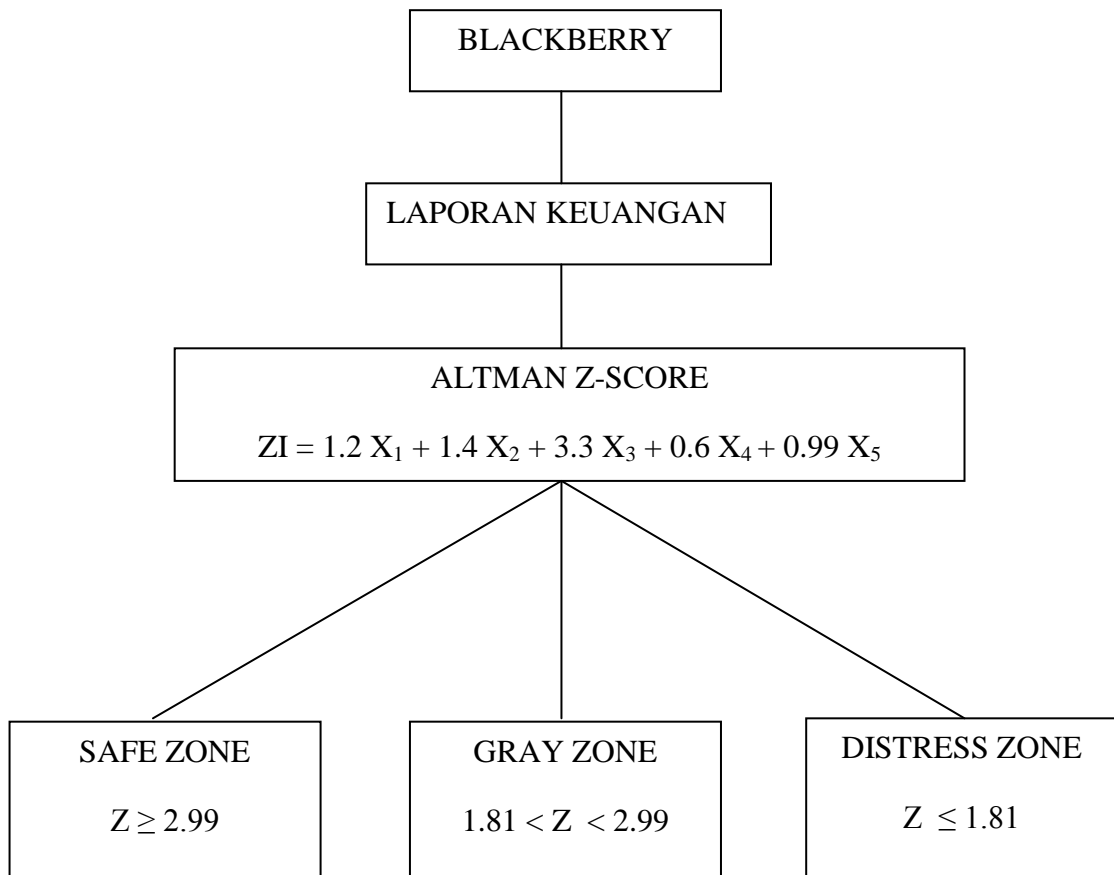 BLACKBERRY
LAPORAN KEUANGAN
ALTMAN Z-SCORE
ZI = 1.2 X₁ + 1.4 X₂ + 3.3 X₃ + 0.6 X₄ + 0.99 X₅
SAFE ZONE
Z ≥ 2.99
GRAY ZONE
1.81 < Z < 2.99
DISTRESS ZONE
Z ≤ 1.81